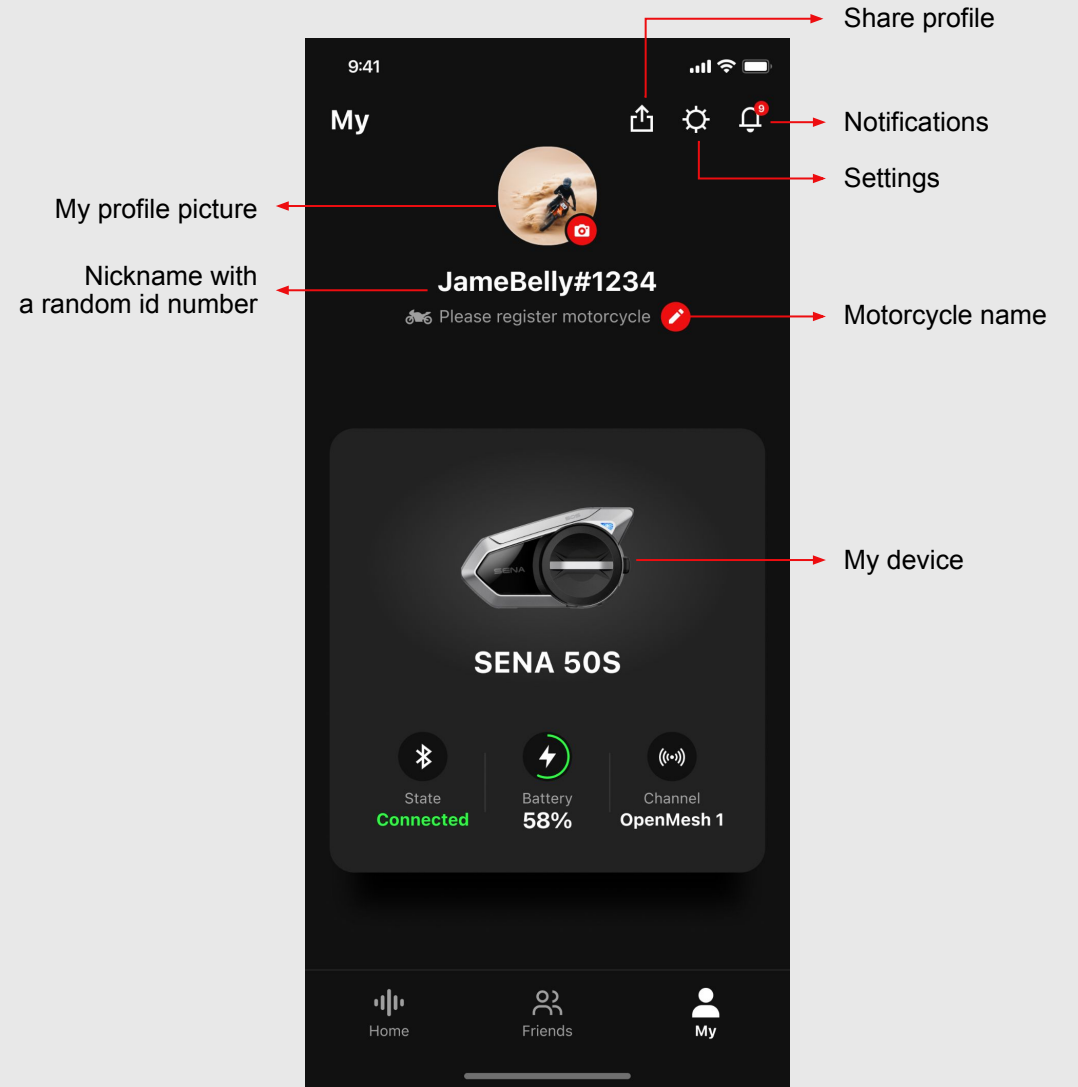 Share profile
9:41
My
9
Notifications
Settings
My profile picture
JameBelly#1234
Nickname with
a random id number
Please register motorcycle
Motorcycle name
SENA
My device
SENA 50S
State
Connected
Battery
58%
Channel
OpenMesh 1
Home
Friends
My